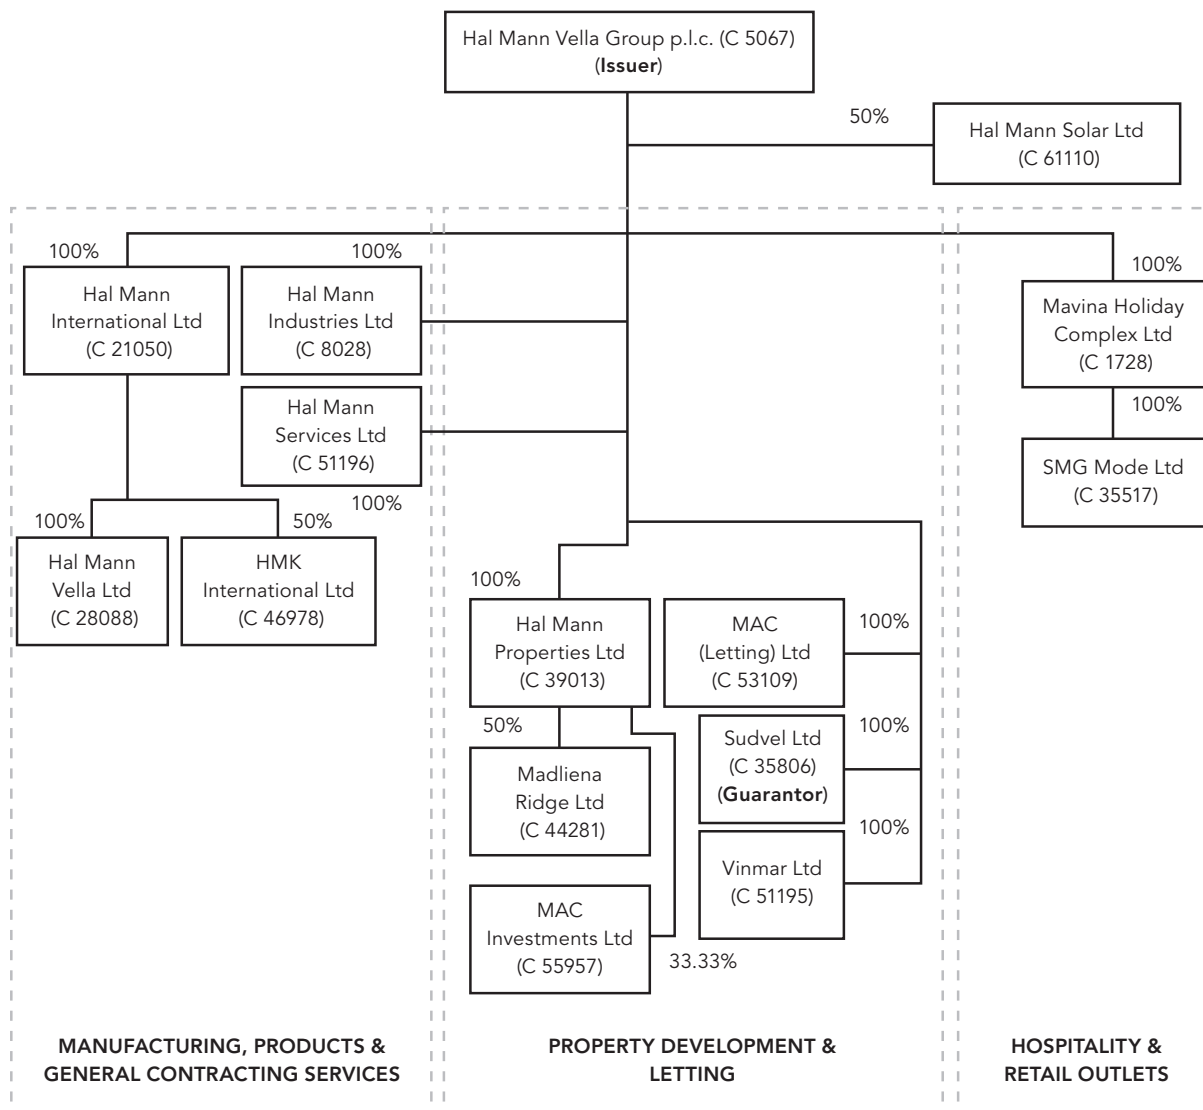 Hal Mann Vella Group p.l.c. (C 5067)
(Issuer)
50%
Hal Mann Solar Ltd
(C 61110)
100%
Hal Mann
International Ltd
(C 21050)
100%
Hal Mann
Industries Ltd
(C 8028)
Hal Mann
Services Ltd
(C 51196)
100%
100%
Hal Mann
Vella Ltd
(C 28088)
50%
HMK
International Ltd
(C 46978)
100%
Hal Mann
Properties Ltd
(C 39013)
50%
Madliena
Ridge Ltd
(C 44281)
MAC
Investments Ltd
(C 55957)
33.33%
MAC
(Letting) Ltd
(C 53109)
100%
Sudvel Ltd
(C 35806)
(Guarantor)
100%
Vinmar Ltd
(C 51195)
100%
100%
Mavina Holiday
Complex Ltd
(C 1728)
100%
SMG Mode Ltd
(C 35517)
MANUFACTURING, PRODUCTS &
GENERAL CONTRACTING SERVICES
PROPERTY DEVELOPMENT &
LETTING
HOSPITALITY &
RETAIL OUTLETS